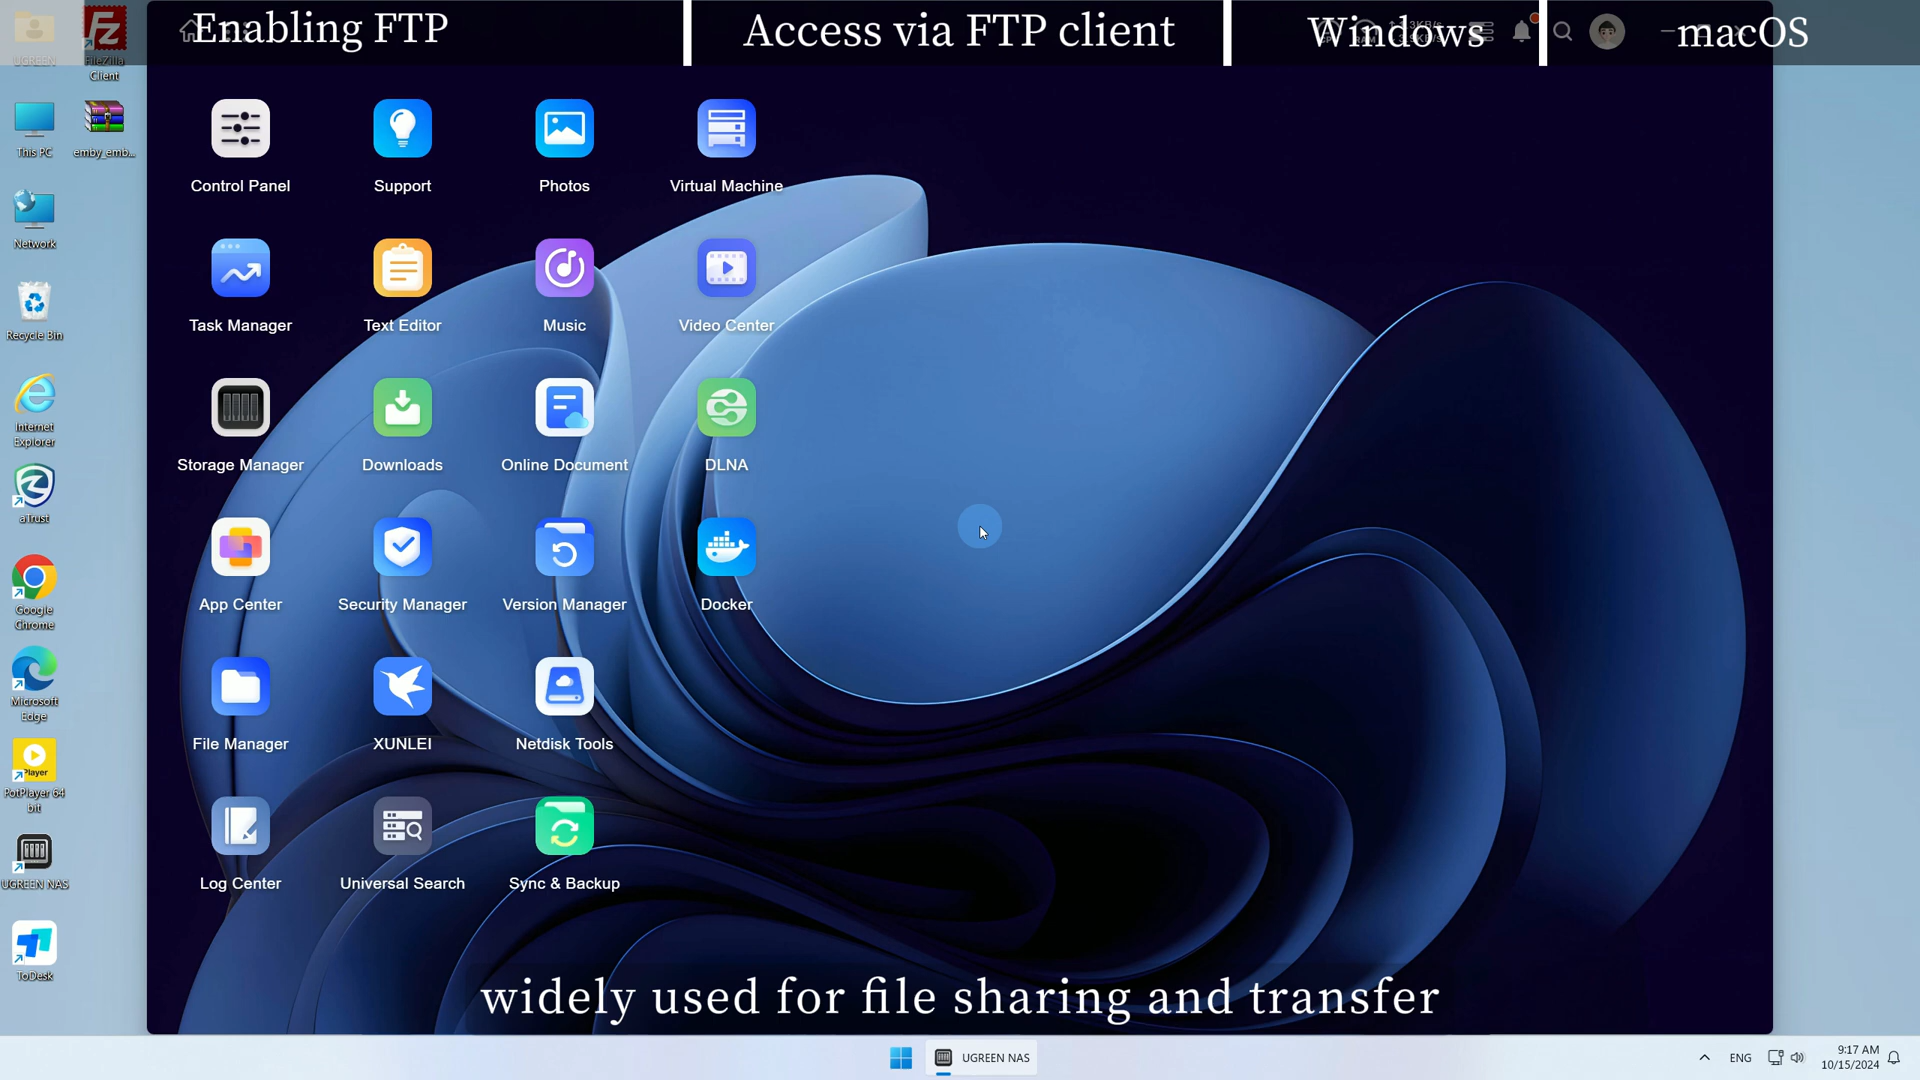 Enabling FTP
Access via FTP client
Windows
macOS
UGREEN
FileZilla
Client
This PC
emby_emb...
Network
Recycle Bin
Internet
Explorer
aTrust
Google
Chrome
Microsoft
Edge
Player
PotPlayer 64
bit
UGREEN NAS
ToDesk
Control Panel
Support
Photos
Virtual Machine
Task Manager
Text Editor
Music
Video Center
Storage Manager
Downloads
Online Document
DLNA
App Center
Security Manager
Version Manager
Docker
File Manager
XUNLEI
Netdisk Tools
Log Center
Universal Search
Sync & Backup
widely used for file sharing and transfer
UGREEN NAS
ENG
9:17 AM
10/15/2024